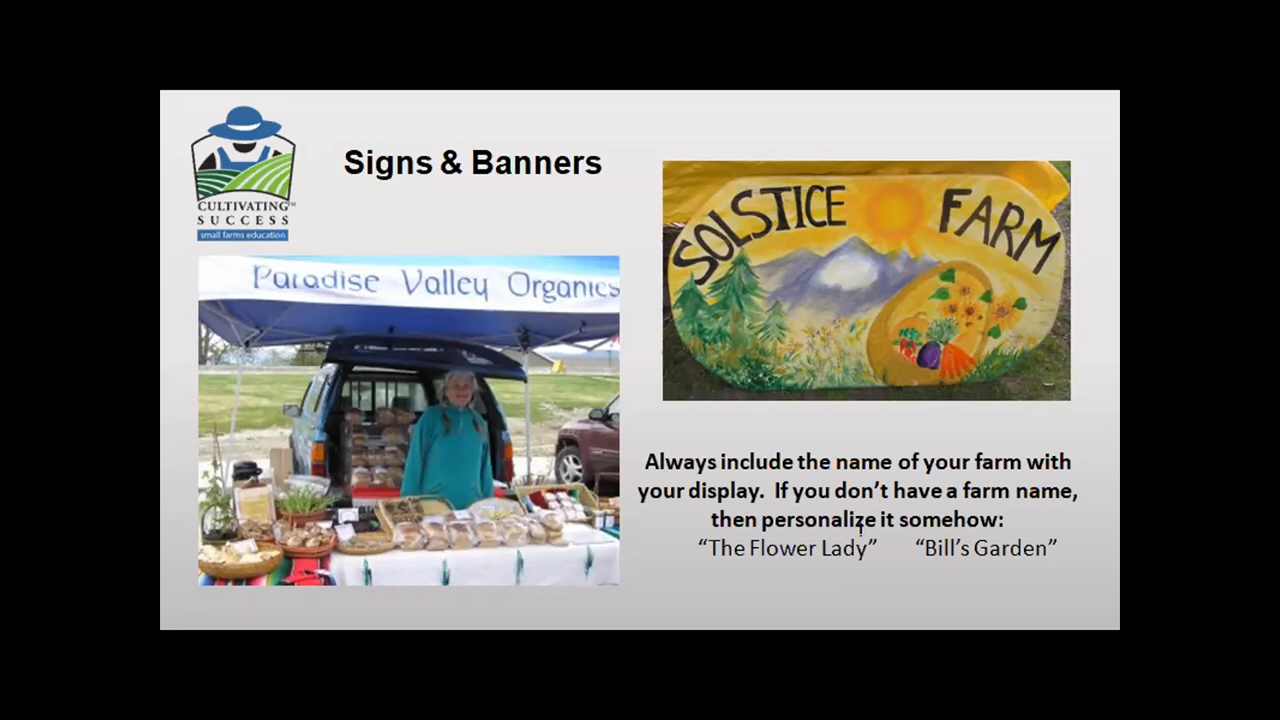 CULTIVATING™
SUCCESS
small farms education
Signs & Banners
Paradise Valley Organics
SOLSTICE FARM
Always include the name of your farm with
your display. If you don't have a farm name,
then personalize it somehow:
"The Flower Lady" "Bill's Garden"